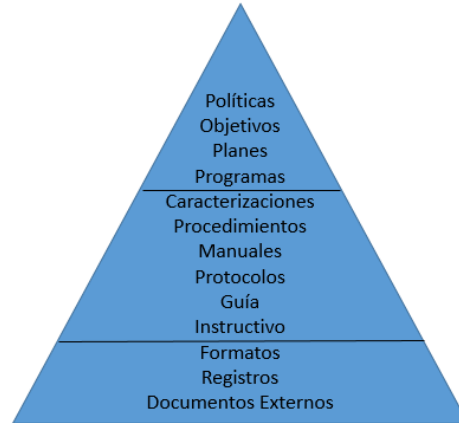 Políticas
Objetivos
Planes
Programas
Caracterizaciones
Procedimientos
Manuales
Protocolos
Guía
Instructivo
Formatos
Registros
Documentos Externos